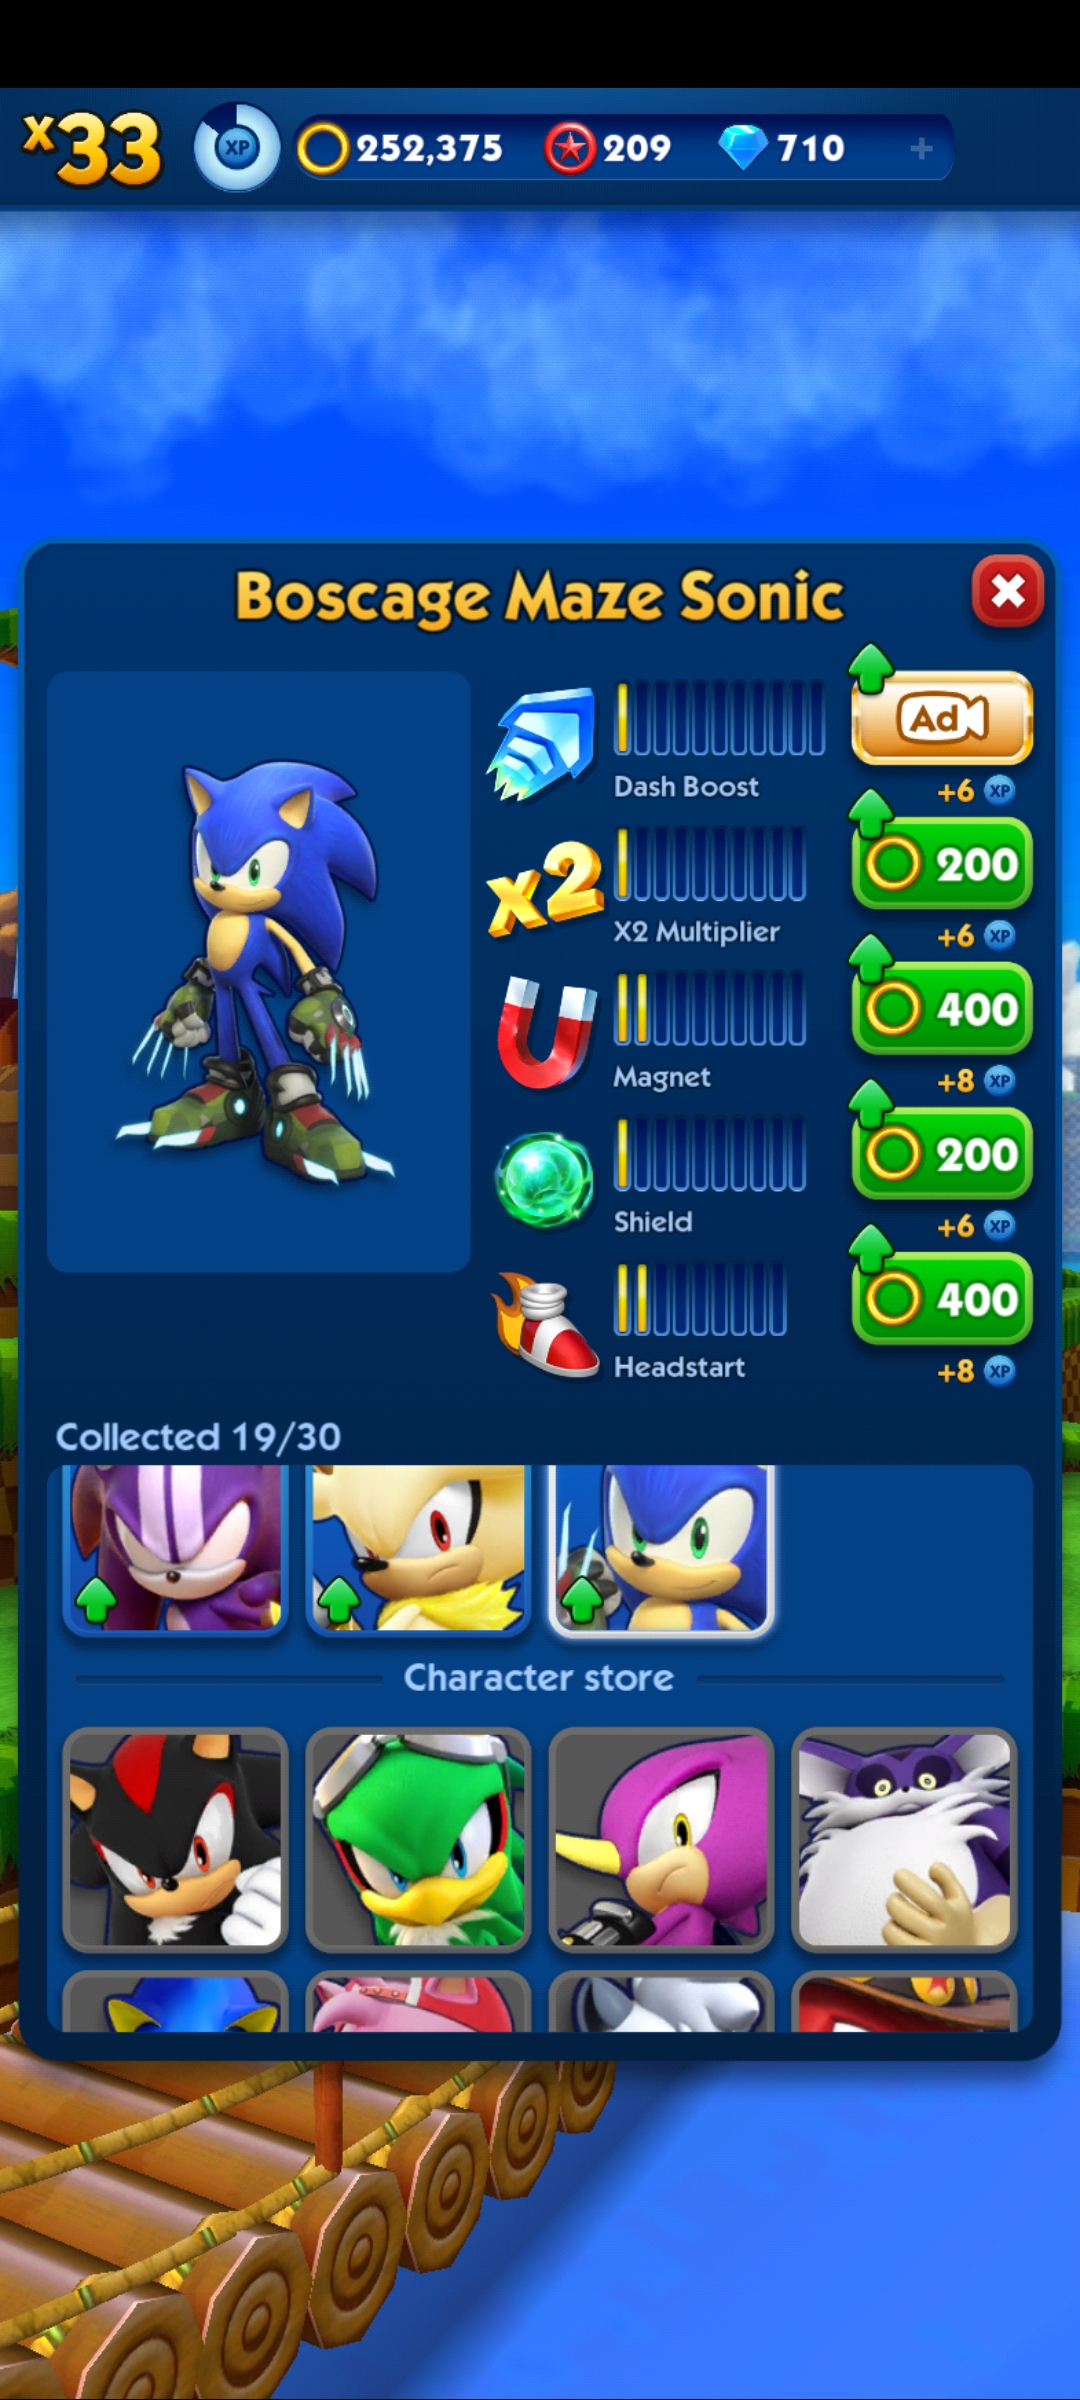 x33
XP
252,375
209
710
+
Boscage Maze Sonic
Ad
Dash Boost
+6 XP
x2
200
X2 Multiplier
+6 XP
400
Magnet
+8 XP
200
Shield
+6 XP
400
Headstart
+8 XP
Collected 19/30
Character store